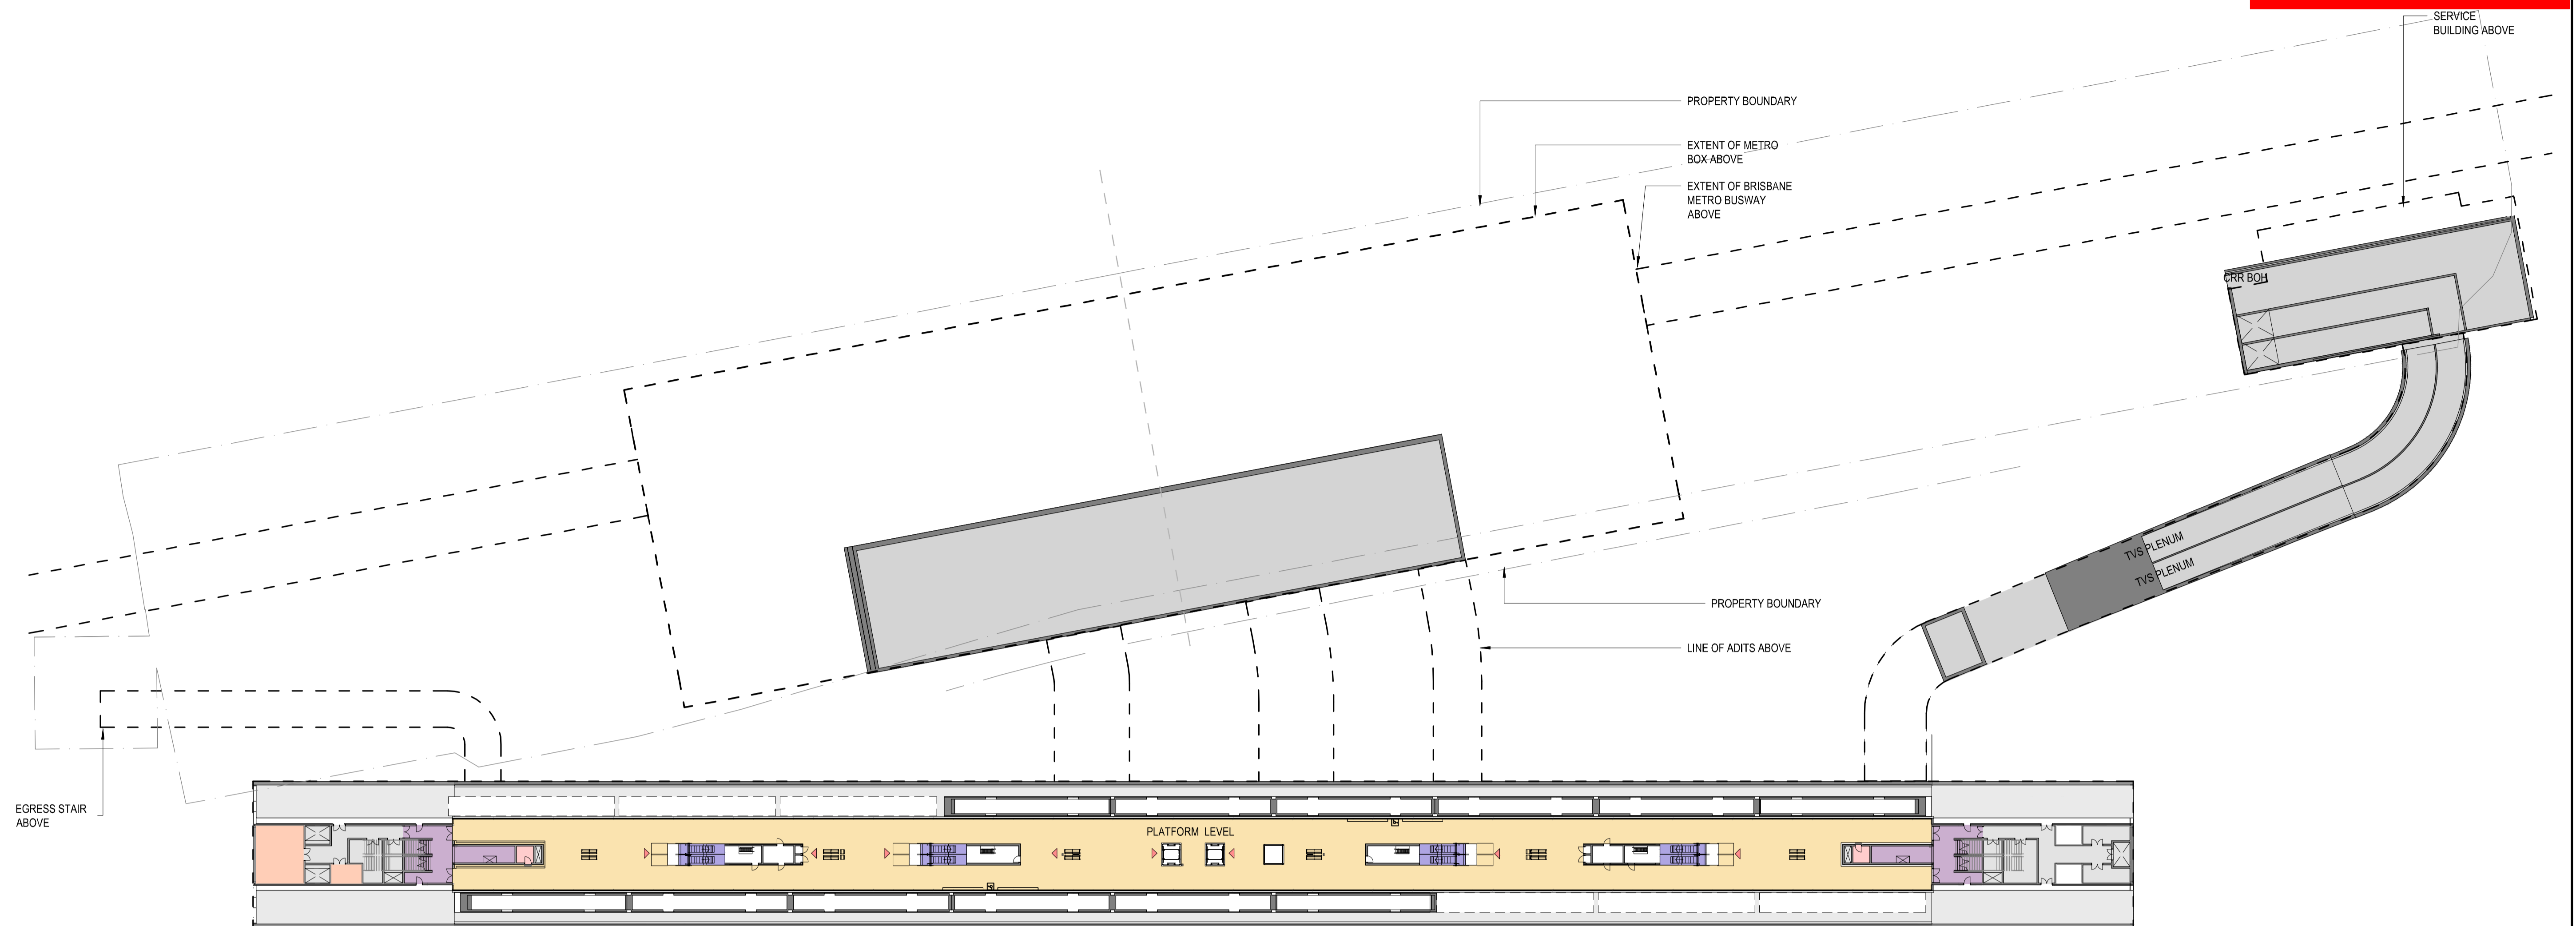 SERVICE
BUILDING ABOVE
PROPERTY BOUNDARY
EXTENT OF METRO
BOX ABOVE
EXTENT OF BRISBANE
METRO BUSWAY
ABOVE
CRR BOH
TVS PLENUM
TVS PLENUM
PROPERTY BOUNDARY
LINE OF ADITS ABOVE
EGRESS STAIR
ABOVE
PLATFORM LEVEL